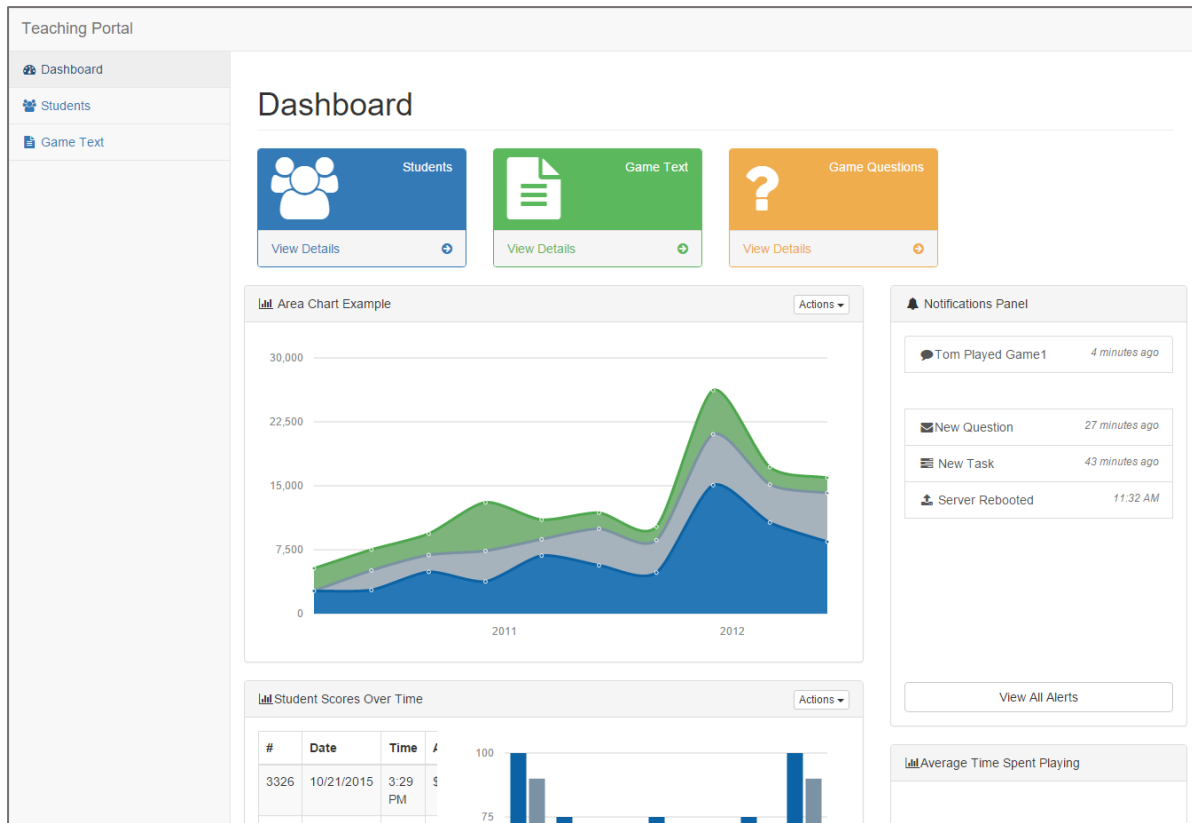 Teaching Portal
Dashboard
Students
Game Text
Dashboard
Students
View Details
Game Text
View Details
Game Questions
View Details
Area Chart Example
Actions
30,000
22,500
15,000
7,500
0
2011
2012
Notifications Panel
Tom Played Game1 4 minutes ago
New Question 27 minutes ago
New Task 43 minutes ago
Server Rebooted 11:32 AM
View All Alerts
Student Scores Over Time
Actions
# Date Time
3326 10/21/2015 3:29
PM
100
75
Average Time Spent Playing